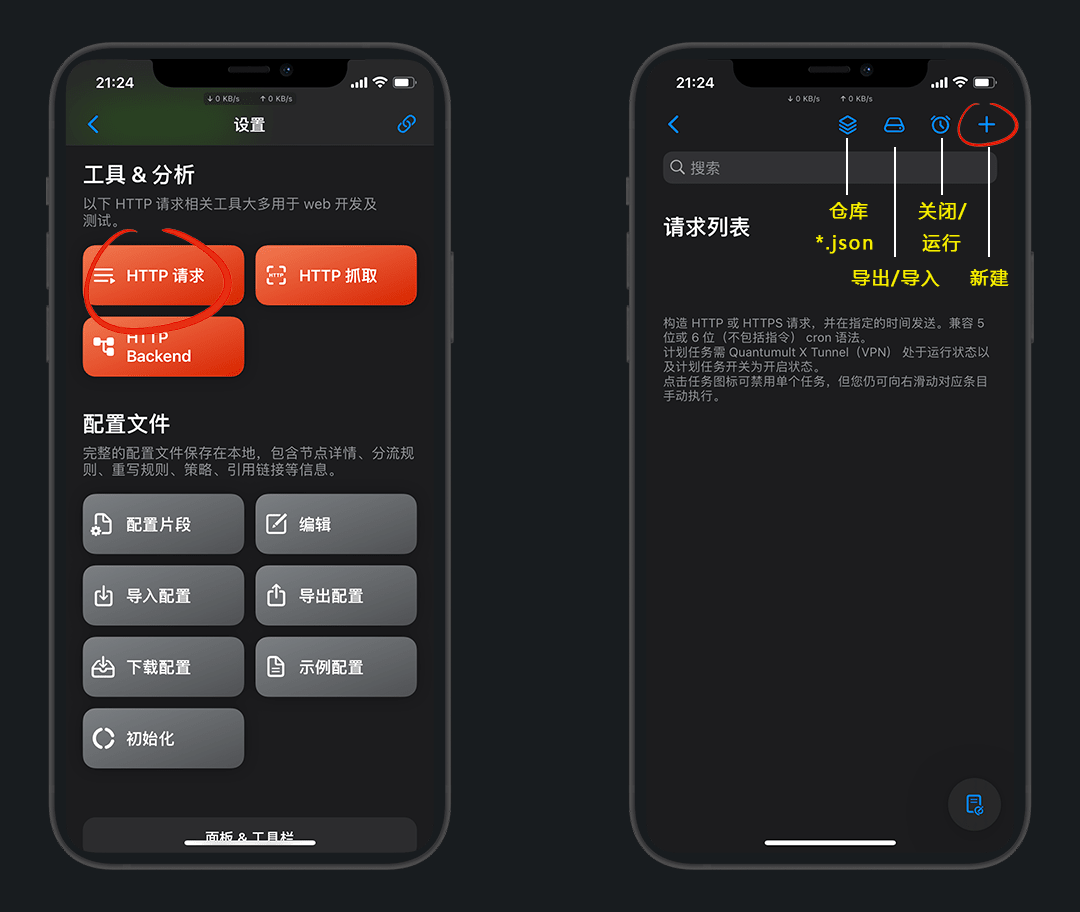 21:24
↓ 0 KB/s ↑ 0 KB/s
设置
工具 & 分析
以下 HTTP 请求相关工具大多用于 web 开发及
测试。
HTTP 请求
HTTP
HTTP 抓取
HTTP
Backend
配置文件
完整的配置文件保存在本地，包含节点详情、分流规
则、重写规则、策略、引用链接等信息。
配置片段
编辑
导入配置
导出配置
下载配置
示例配置
初始化
面板 & 工具栏
21:24
↓ 0 KB/s ↑ 0 KB/s
搜索
请求列表
仓库
*.json
关闭/
运行
导出/导入
新建
构造 HTTP 或 HTTPS 请求，并在指定的时间发送。兼容 5
位或 6 位（不包括指令） cron 语法。
计划任务需 Quantumult X Tunnel（VPN） 处于运行状态以
及计划任务开关为开启状态。
点击任务图标可禁用单个任务，但您仍可向右滑动对应条目
手动执行。